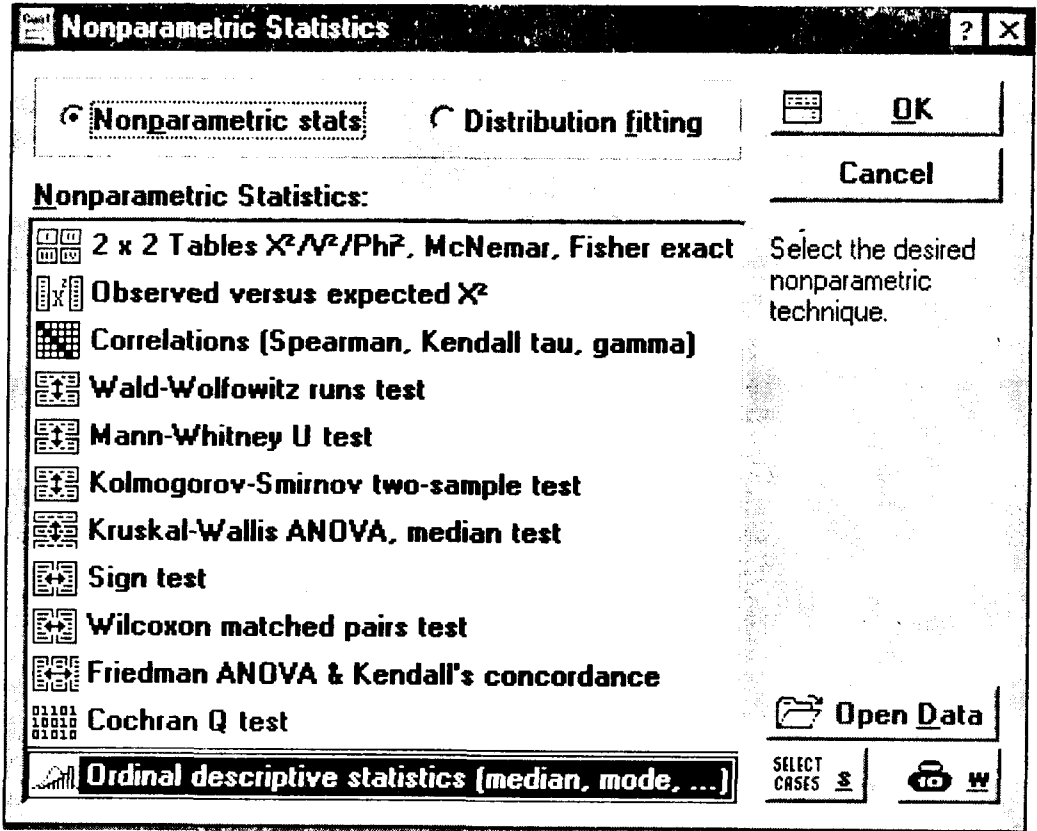 Nonparametric Statistics
? X
Nonparametric stats
Distribution fitting
OK
Cancel
Nonparametric Statistics:
2 x 2 Tables X²/V²/Phi², McNemar, Fisher exact
Observed versus expected X²
Correlations (Spearman, Kendall tau, gamma)
Wald-Wolfowitz runs test
Mann-Whitney U test
Kolmogorov-Smirnov two-sample test
Kruskal-Wallis ANOVA, median test
Sign test
Wilcoxon matched pairs test
Friedman ANOVA & Kendall's concordance
Cochran Q test
Ordinal descriptive statistics (median, mode, ...)
Select the desired
nonparametric
technique.
Open Data
SELECT
CASES S
W